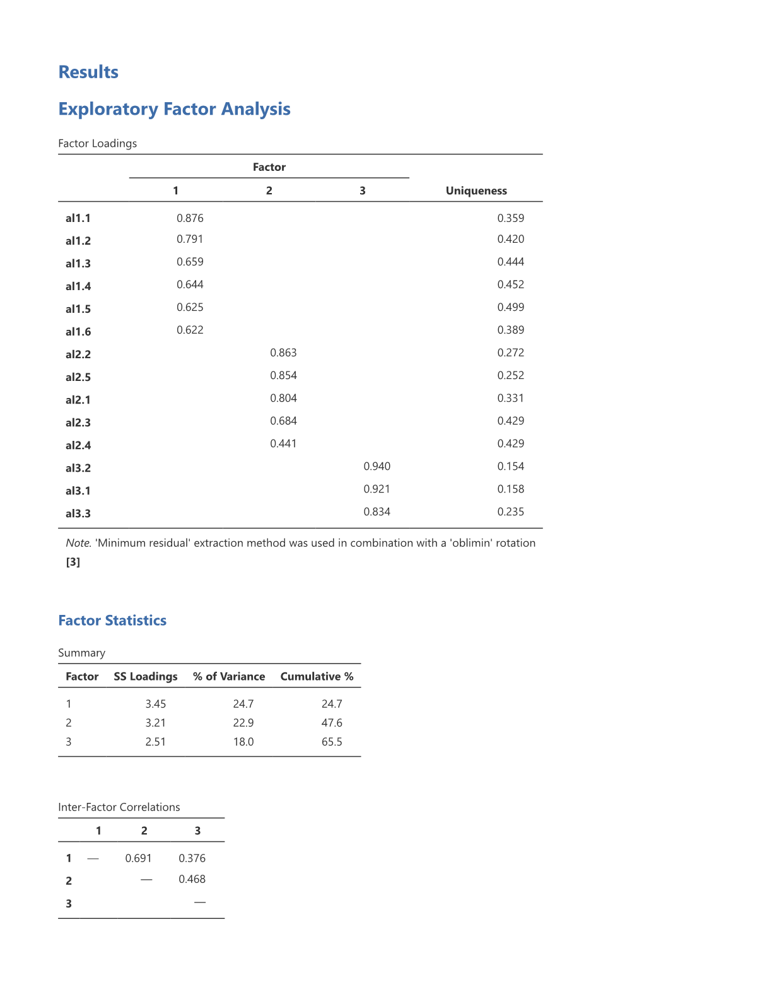 Results
Exploratory Factor Analysis
Factor Loadings
Factor
1 2 3 Uniqueness
al1.1 0.876 0.359
al1.2 0.791 0.420
al1.3 0.659 0.444
al1.4 0.644 0.452
al1.5 0.625 0.499
al1.6 0.622 0.389
al2.2 0.863 0.272
al2.5 0.854 0.252
al2.1 0.804 0.331
al2.3 0.684 0.429
al2.4 0.441 0.429
al3.2 0.940 0.154
al3.1 0.921 0.158
al3.3 0.834 0.235
Note. 'Minimum residual' extraction method was used in combination with a 'oblimin' rotation
[3]
Factor Statistics
Summary
Factor SS Loadings % of Variance Cumulative %
1 3.45 24.7 24.7
2 3.21 22.9 47.6
3 2.51 18.0 65.5
Inter-Factor Correlations
1 2 3
1 — 0.691 0.376
2 — 0.468
3 —